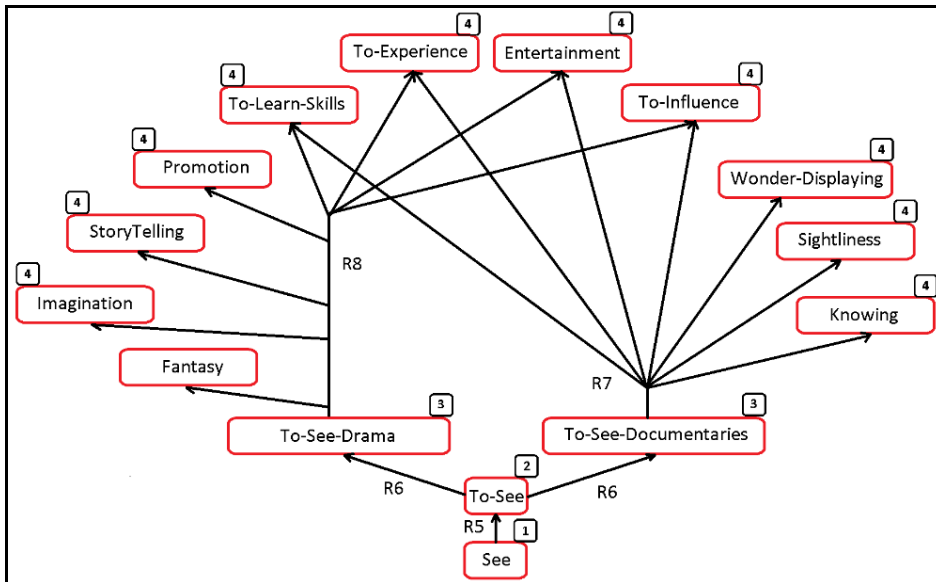 4
To-Experience
4
Entertainment
4
To-Learn-Skills
4
To-Influence
4
Promotion
4
Wonder-Displaying
4
StoryTelling
4
Sightliness
4
Imagination
4
Knowing
R8
Fantasy
R7
3
To-See-Drama
3
To-See-Documentaries
R6
2
To-See
R6
R5
1
See